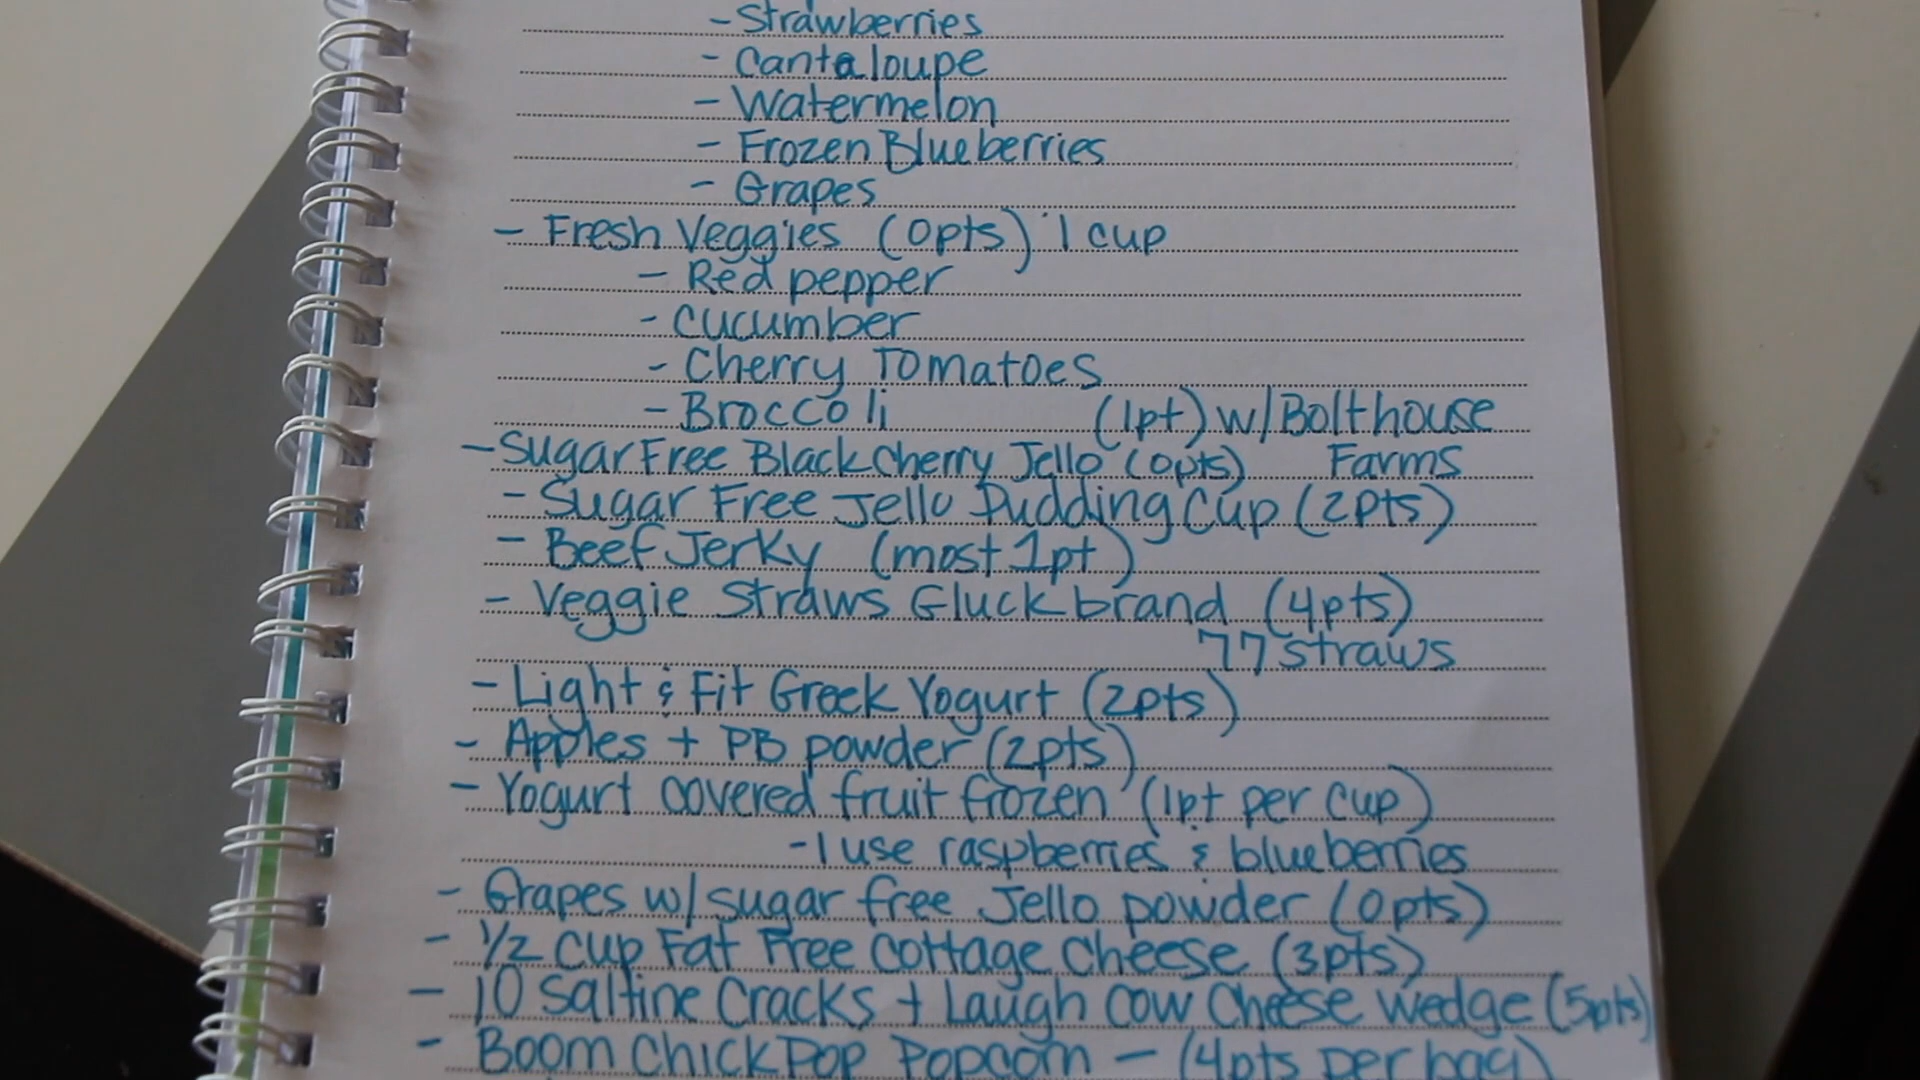 - Strawberries
- Cantaloupe
- Watermelon
- Frozen Blueberries
- Grapes
- Fresh Veggies (0pts) 1 cup
- Red pepper
- Cucumber
- Cherry Tomatoes
- Broccoli (1pt) w/ Bolthouse
- Sugar Free Black cherry Jello (0pts) Farms
- Sugar Free Jello Pudding Cup (2pts)
- Beef Jerky (most 1pt)
- Veggie Straws Gluck brand (4pts)
77 straws
- Light & Fit Greek Yogurt (2pts)
- Apples + PB powder (2pts)
- Yogurt covered fruit frozen (1pt per cup)
- I use raspberries & blueberries
- Grapes w/ sugar free Jello powder (0pts)
- 1/2 Cup Fat Free Cottage Cheese (3pts)
- 10 Saltine Cracks + Laugh Cow Cheese Wedge (5pts)
- Boom Chick Pop Popcorn - (4pts per bag)